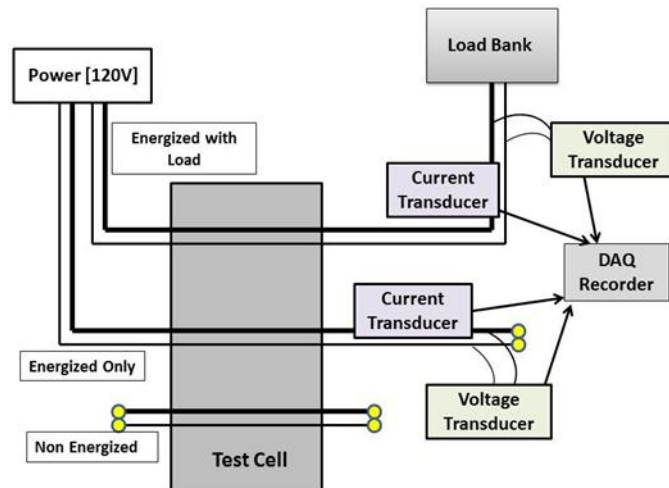 Load Bank
Power [120V]
Energized with
Load
Voltage
Transducer
Current
Transducer
DAQ
Recorder
Current
Transducer
Energized Only
Voltage
Transducer
Non Energized
Test Cell